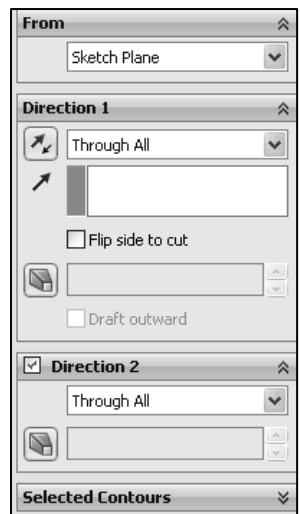 From
Sketch Plane
Direction 1
Through All
Flip side to cut
Draft outward
Direction 2
Through All
Selected Contours